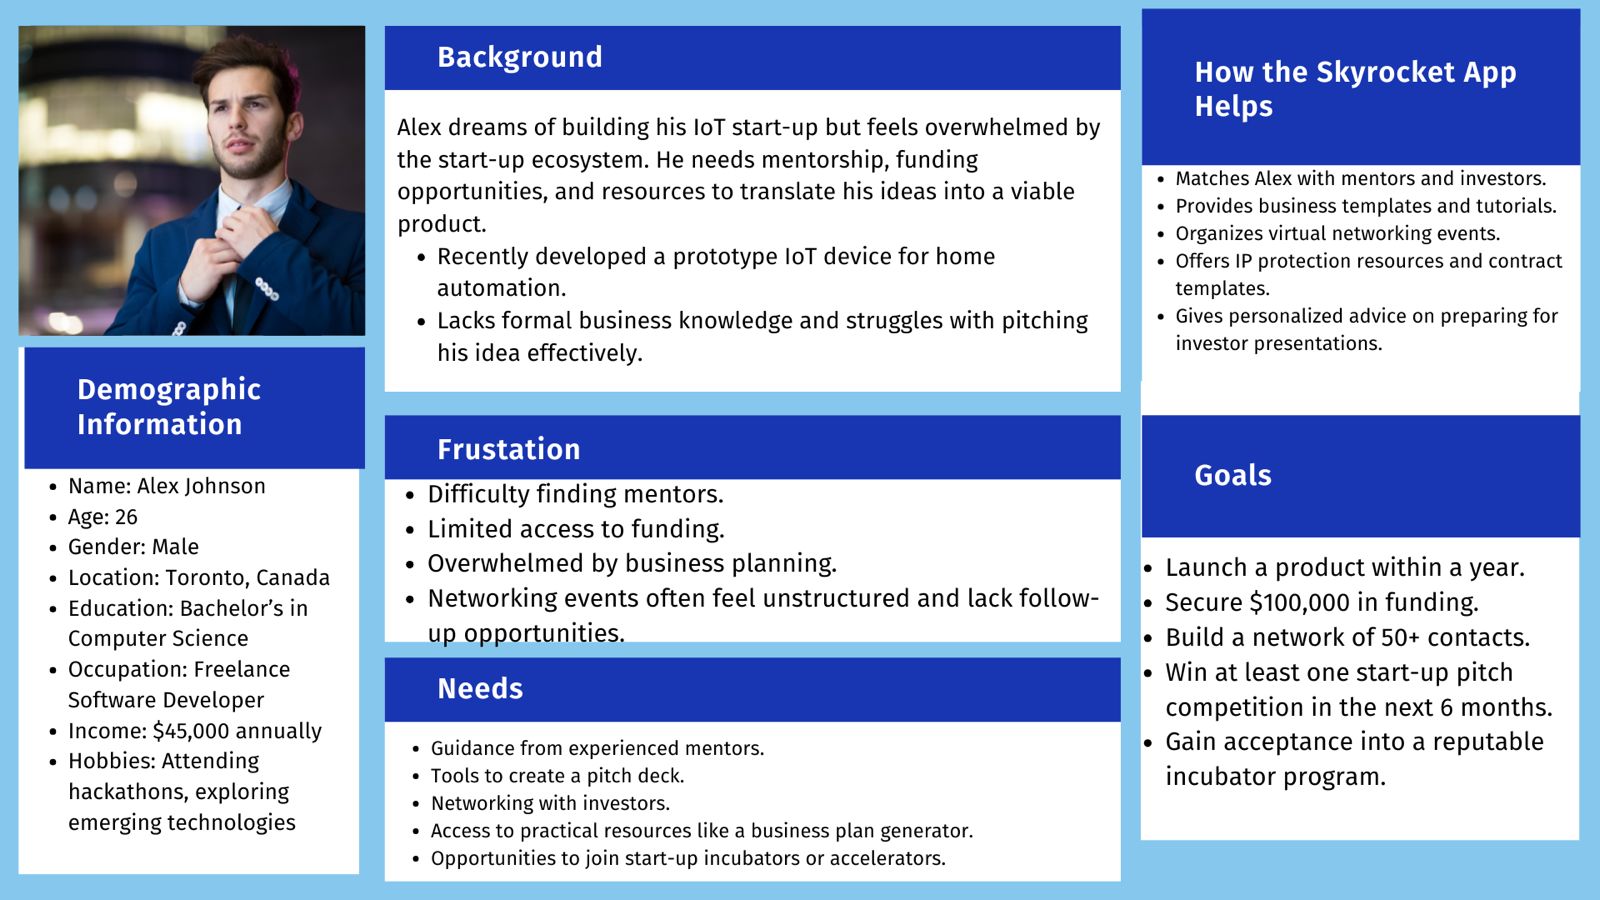 Background
Alex dreams of building his IoT start-up but feels overwhelmed by
the start-up ecosystem. He needs mentorship, funding
opportunities, and resources to translate his ideas into a viable
product.
• Recently developed a prototype IoT device for home
automation.
• Lacks formal business knowledge and struggles with pitching
his idea effectively.
How the Skyrocket App
Helps
• Matches Alex with mentors and investors.
• Provides business templates and tutorials.
• Organizes virtual networking events.
• Offers IP protection resources and contract
templates.
• Gives personalized advice on preparing for
investor presentations.
Demographic
Information
• Name: Alex Johnson
• Age: 26
• Gender: Male
• Location: Toronto, Canada
• Education: Bachelor’s in
Computer Science
• Occupation: Freelance
Software Developer
• Income: $45,000 annually
• Hobbies: Attending
hackathons, exploring
emerging technologies
Frustation
• Difficulty finding mentors.
• Limited access to funding.
• Overwhelmed by business planning.
• Networking events often feel unstructured and lack follow-
up opportunities.
Needs
• Guidance from experienced mentors.
• Tools to create a pitch deck.
• Networking with investors.
• Access to practical resources like a business plan generator.
• Opportunities to join start-up incubators or accelerators.
Goals
• Launch a product within a year.
• Secure $100,000 in funding.
• Build a network of 50+ contacts.
• Win at least one start-up pitch
competition in the next 6 months.
• Gain acceptance into a reputable
incubator program.